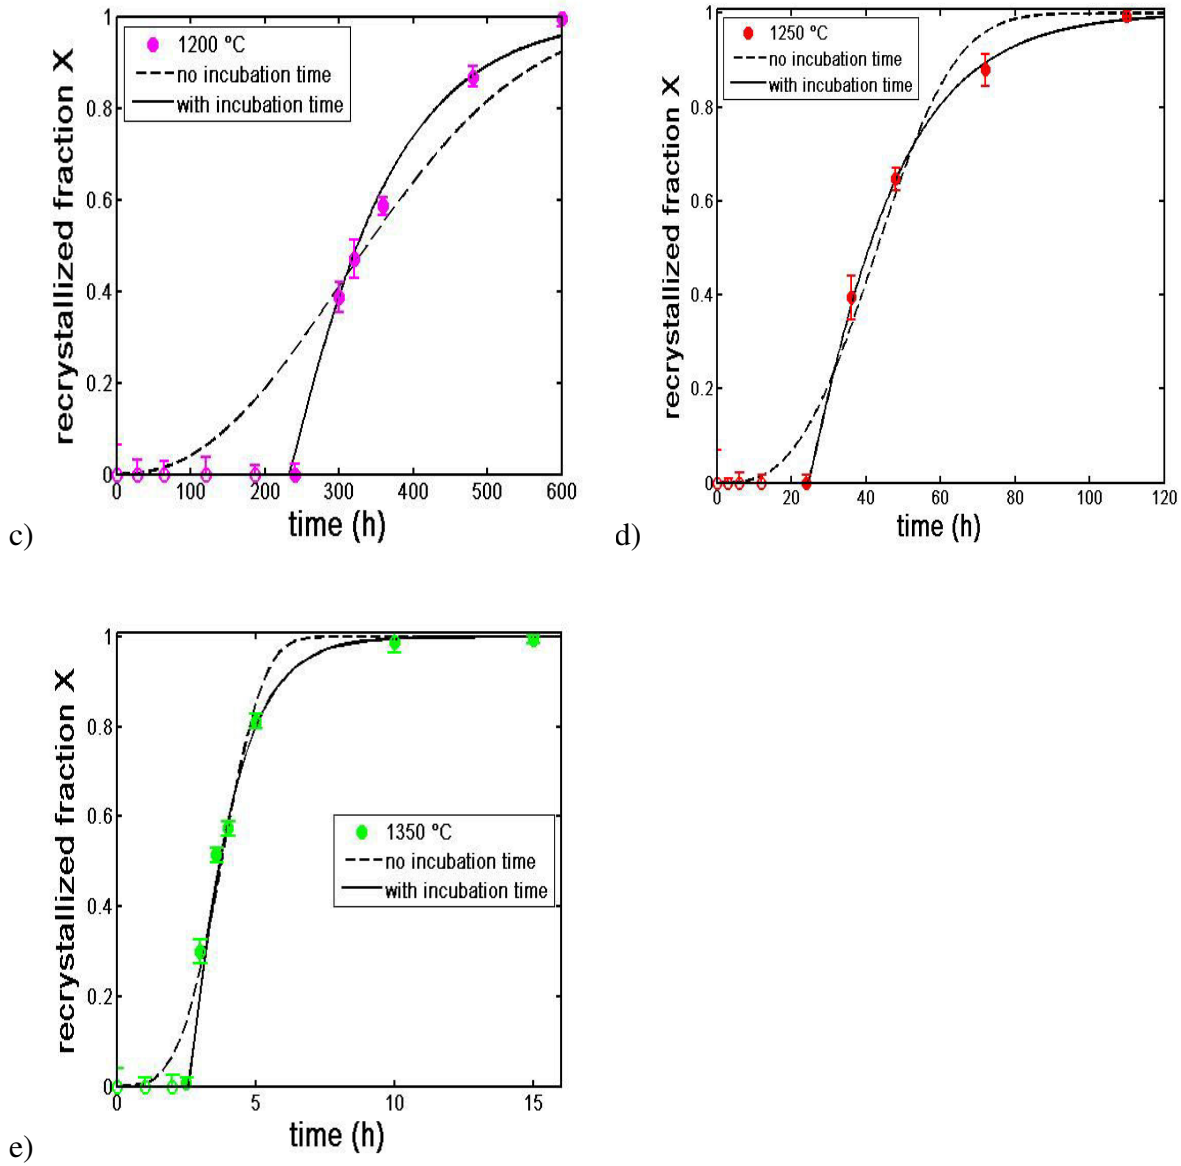 1200 °C
no incubation time
with incubation time
recrystallized fraction X
1
0.8
0.6
0.4
0.2
0
0 100 200 300 400 500 600
time (h)
c)
1250 °C
no incubation time
with incubation time
recrystallized fraction X
1
0.8
0.6
0.4
0.2
0
0 20 40 60 80 100 120
time (h)
d)
1350 °C
no incubation time
with incubation time
recrystallized fraction X
1
0.8
0.6
0.4
0.2
0
0 5 10 15
time (h)
e)